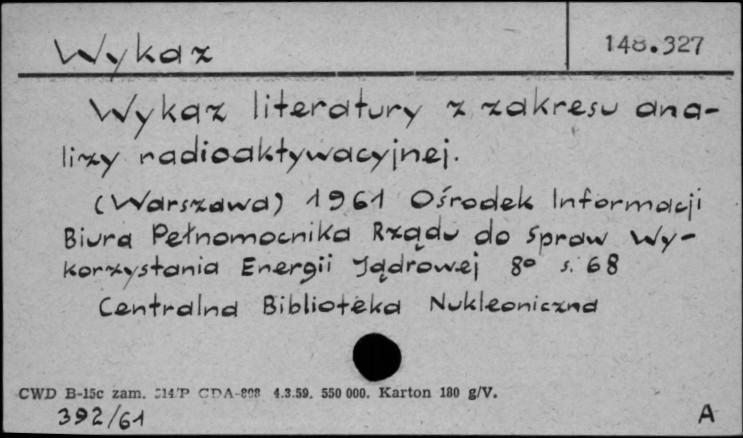 Wykaz
148.327
Wykaz literatury z zakresu ana-
lizy radioaktywacyjnej.
(Warszawa) 1961 Ośrodek Informacji
Biura Pełnomocnika Rządu do Spraw Wy-
korzystania Energii Jądrowej 8° s. 68
Centralna Biblioteka Nukleoniczna
CWD B-15c zam. 514/P CDA-808 4.3.59. 550 000. Karton 180 g/V.
392/61
A